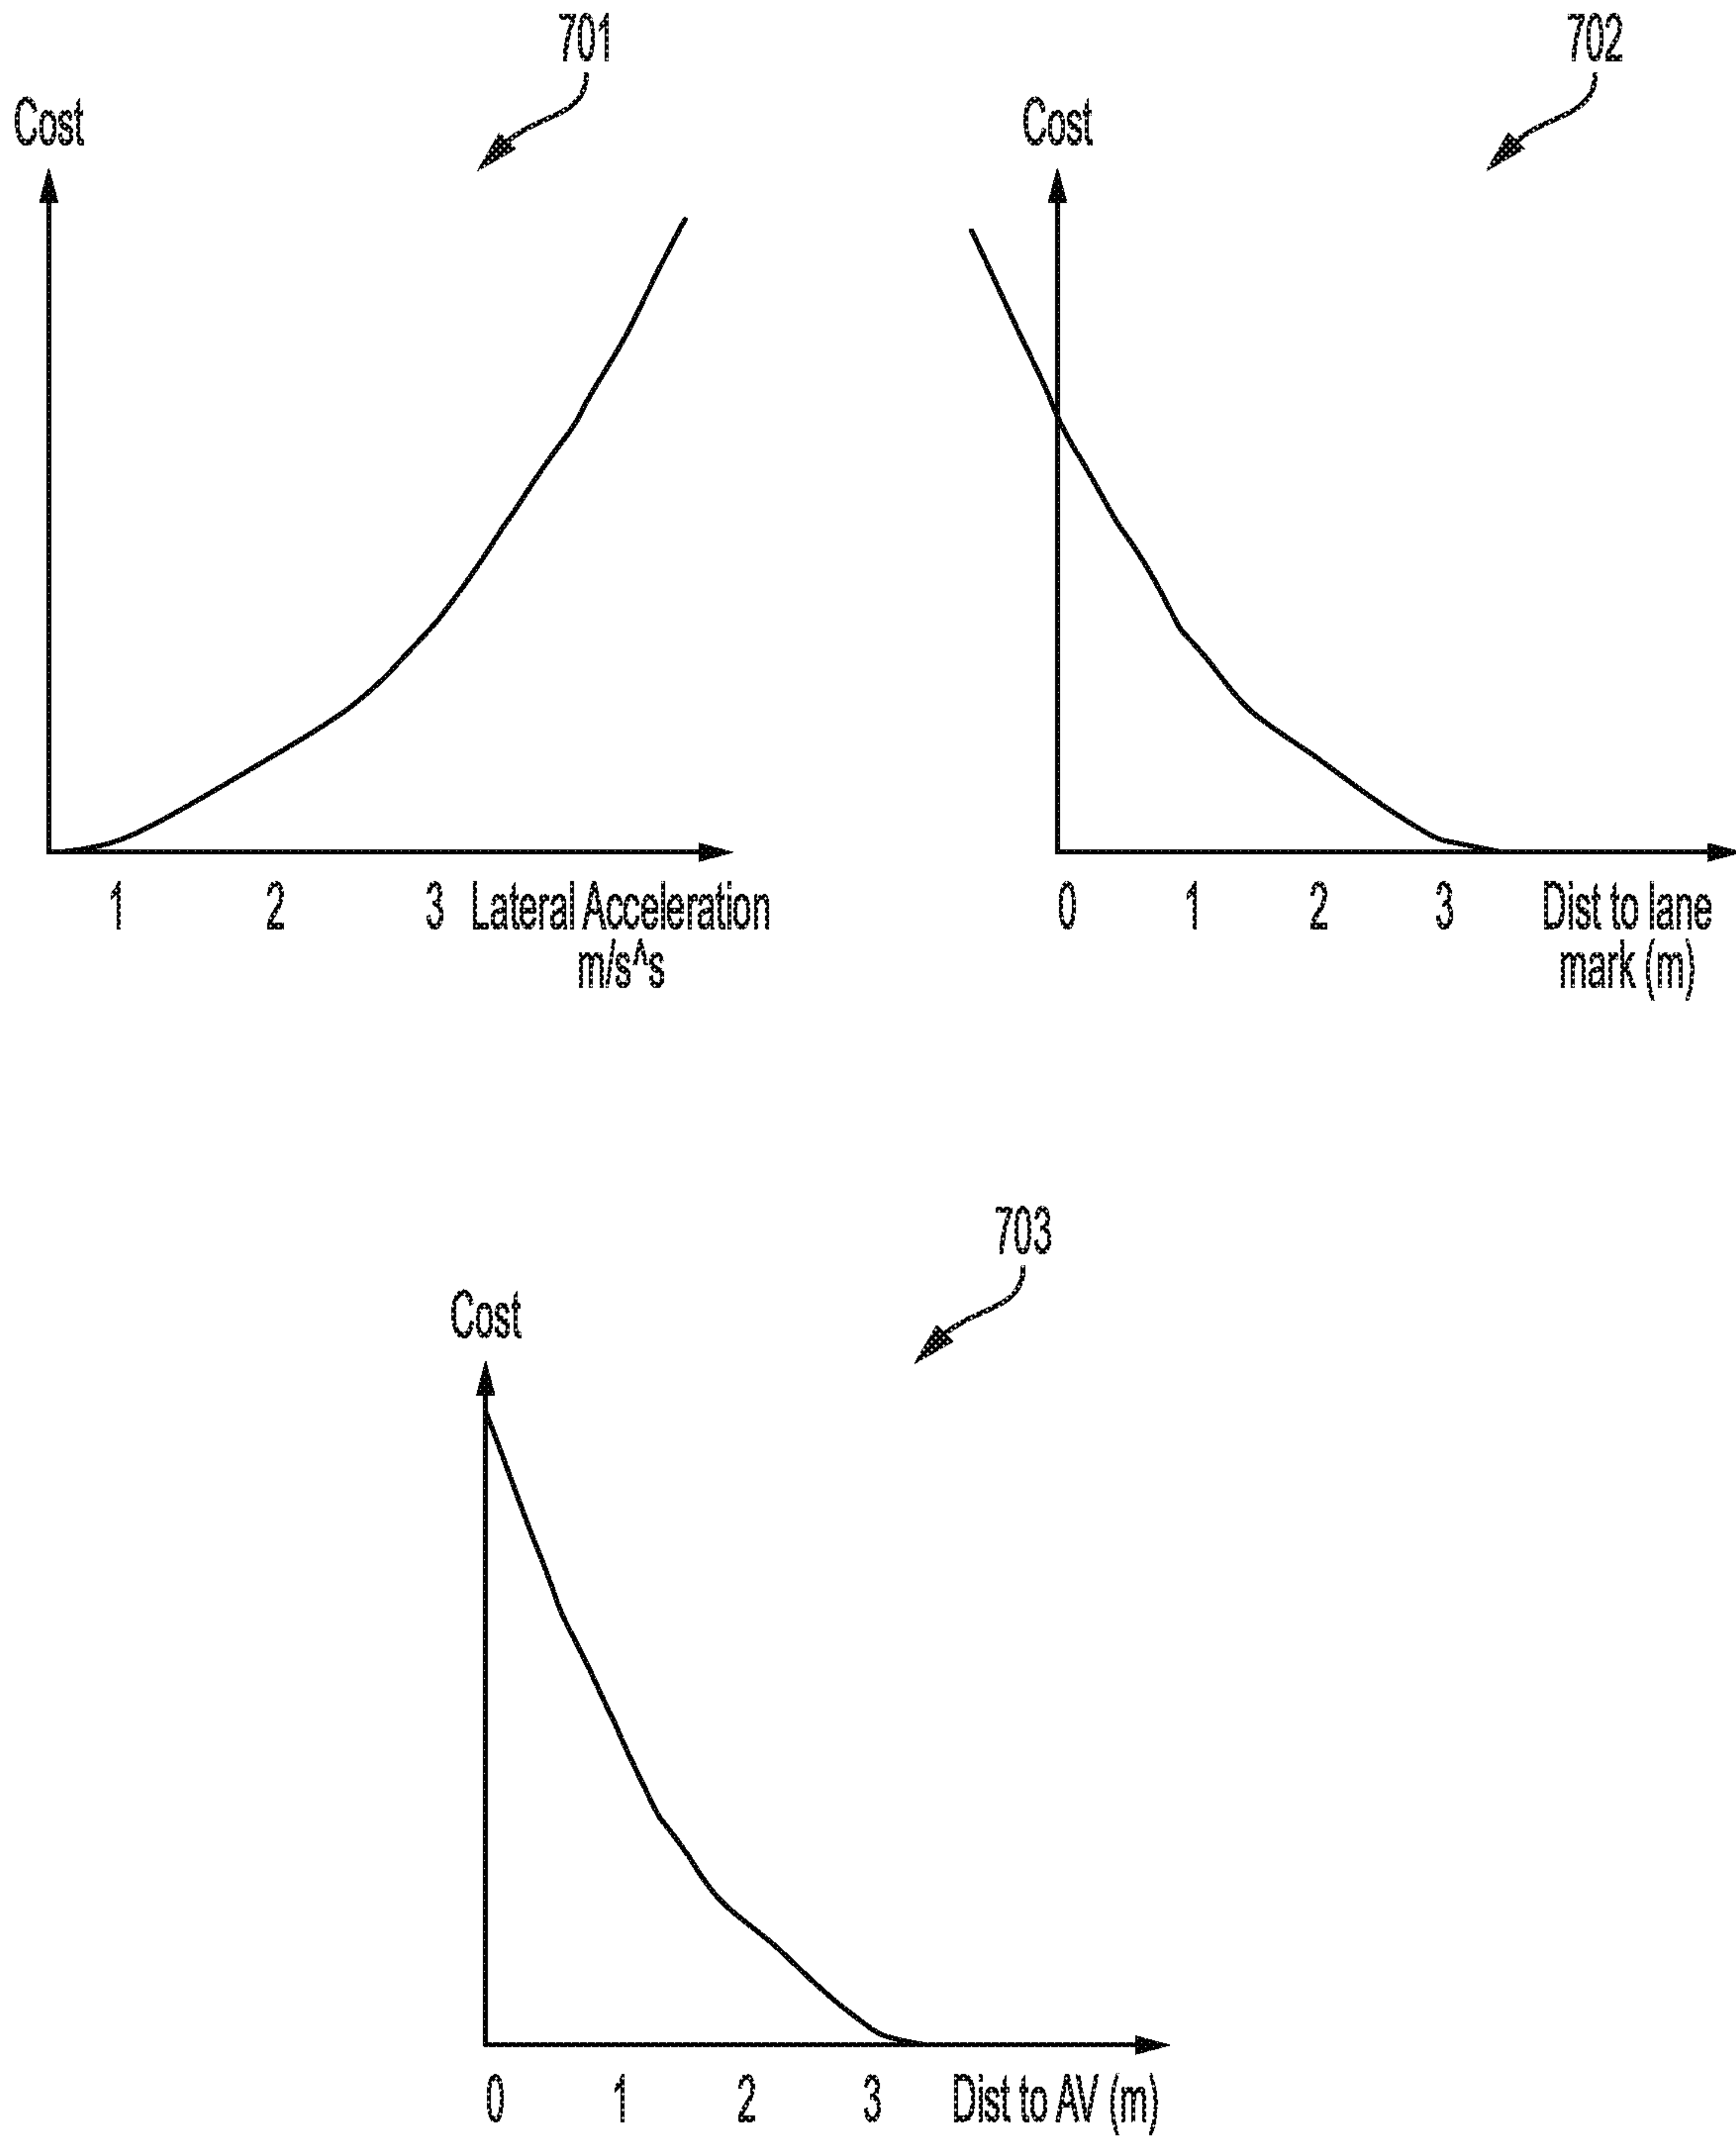 701
Cost
1 2 3 Lateral Acceleration
m/s^s
702
Cost
0 1 2 3 Dist to lane
mark (m)
703
Cost
0 1 2 3 Dist to AV (m)